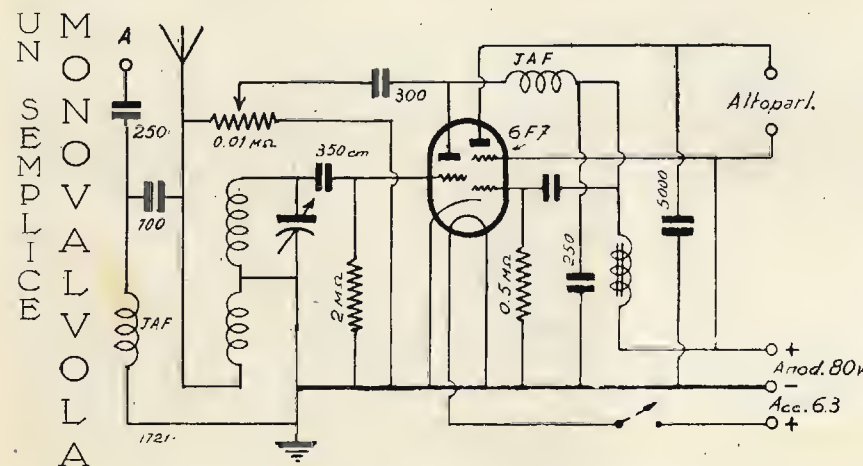 UN SEMPLICE
MONOVALVOLA
A
250
100
JAF
1721.
0.01 MΩ
350 cm
300
2 MΩ
JAF
6F7
0.5 MΩ
250
5000
Altoparl.
+
Anod. 80v
−
Acc. 6.3
+